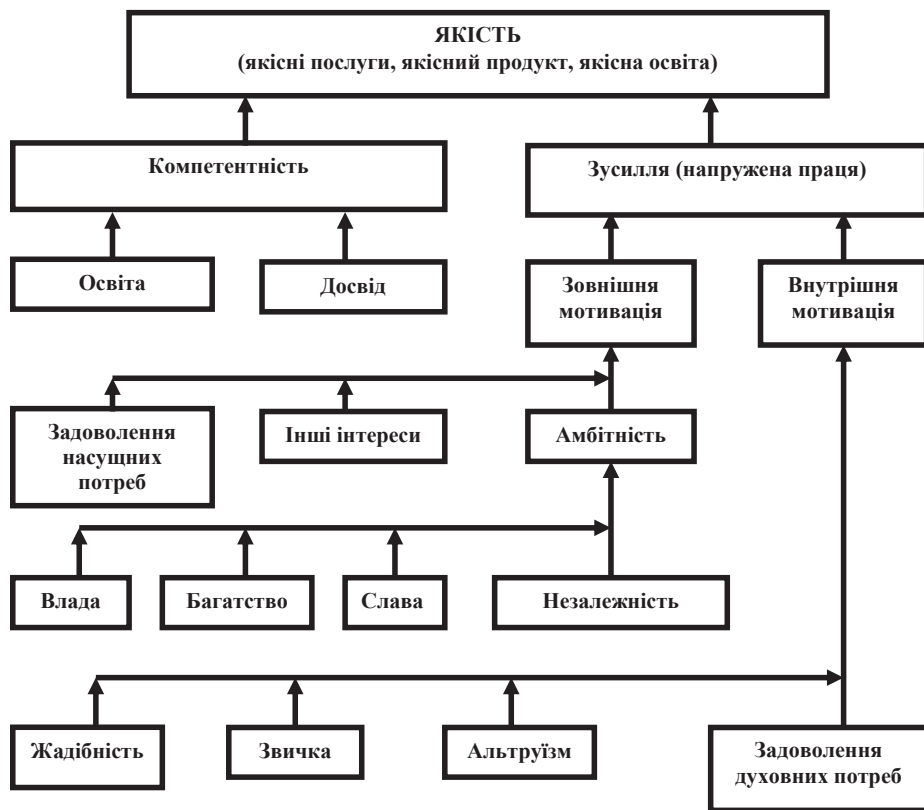 ЯКІСТЬ
(якісні послуги, якісний продукт, якісна освіта)
Компетентність
Зусилля (напружена праця)
Освіта
Досвід
Зовнішня
мотивація
Внутрішня
мотивація
Задоволення
насущних
потреб
Інші інтереси
Амбітність
Влада
Багатство
Слава
Незалежність
Жадібність
Звичка
Альтруїзм
Задоволення
духовних потреб